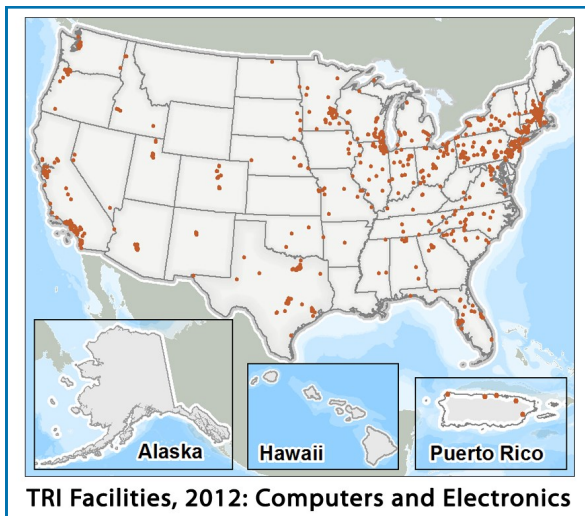 Alaska
Hawaii
Puerto Rico
TRI Facilities, 2012: Computers and Electronics